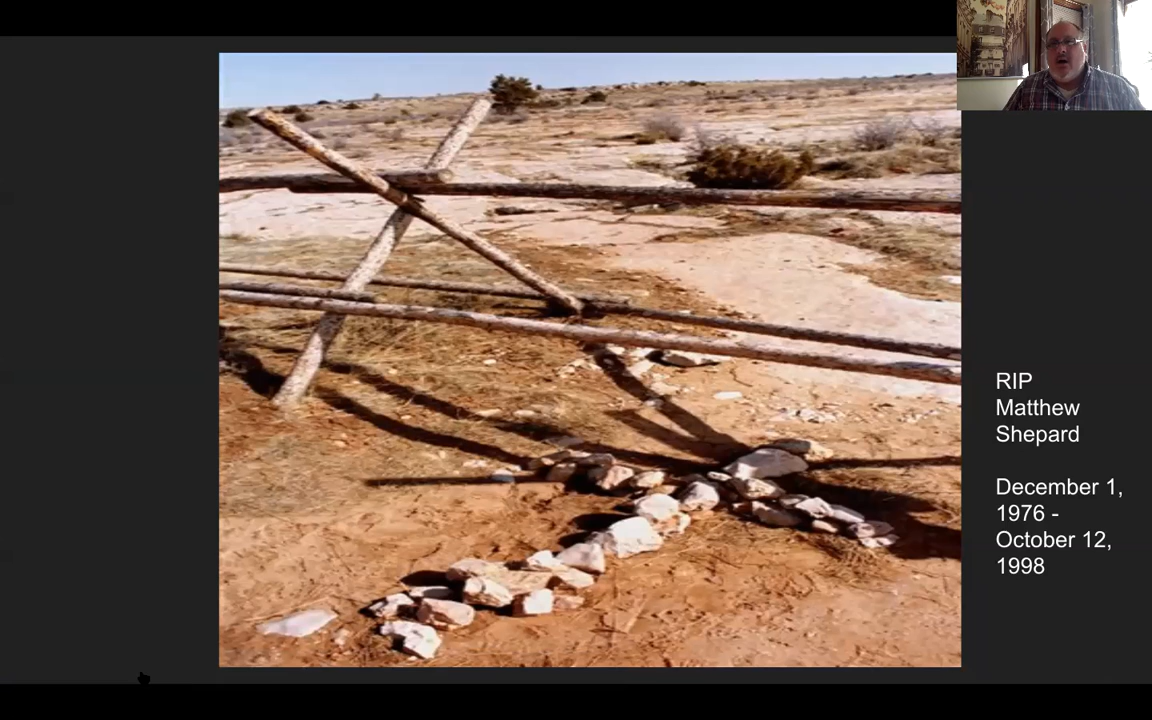 RIP
Matthew
Shepard
December 1,
1976 -
October 12,
1998